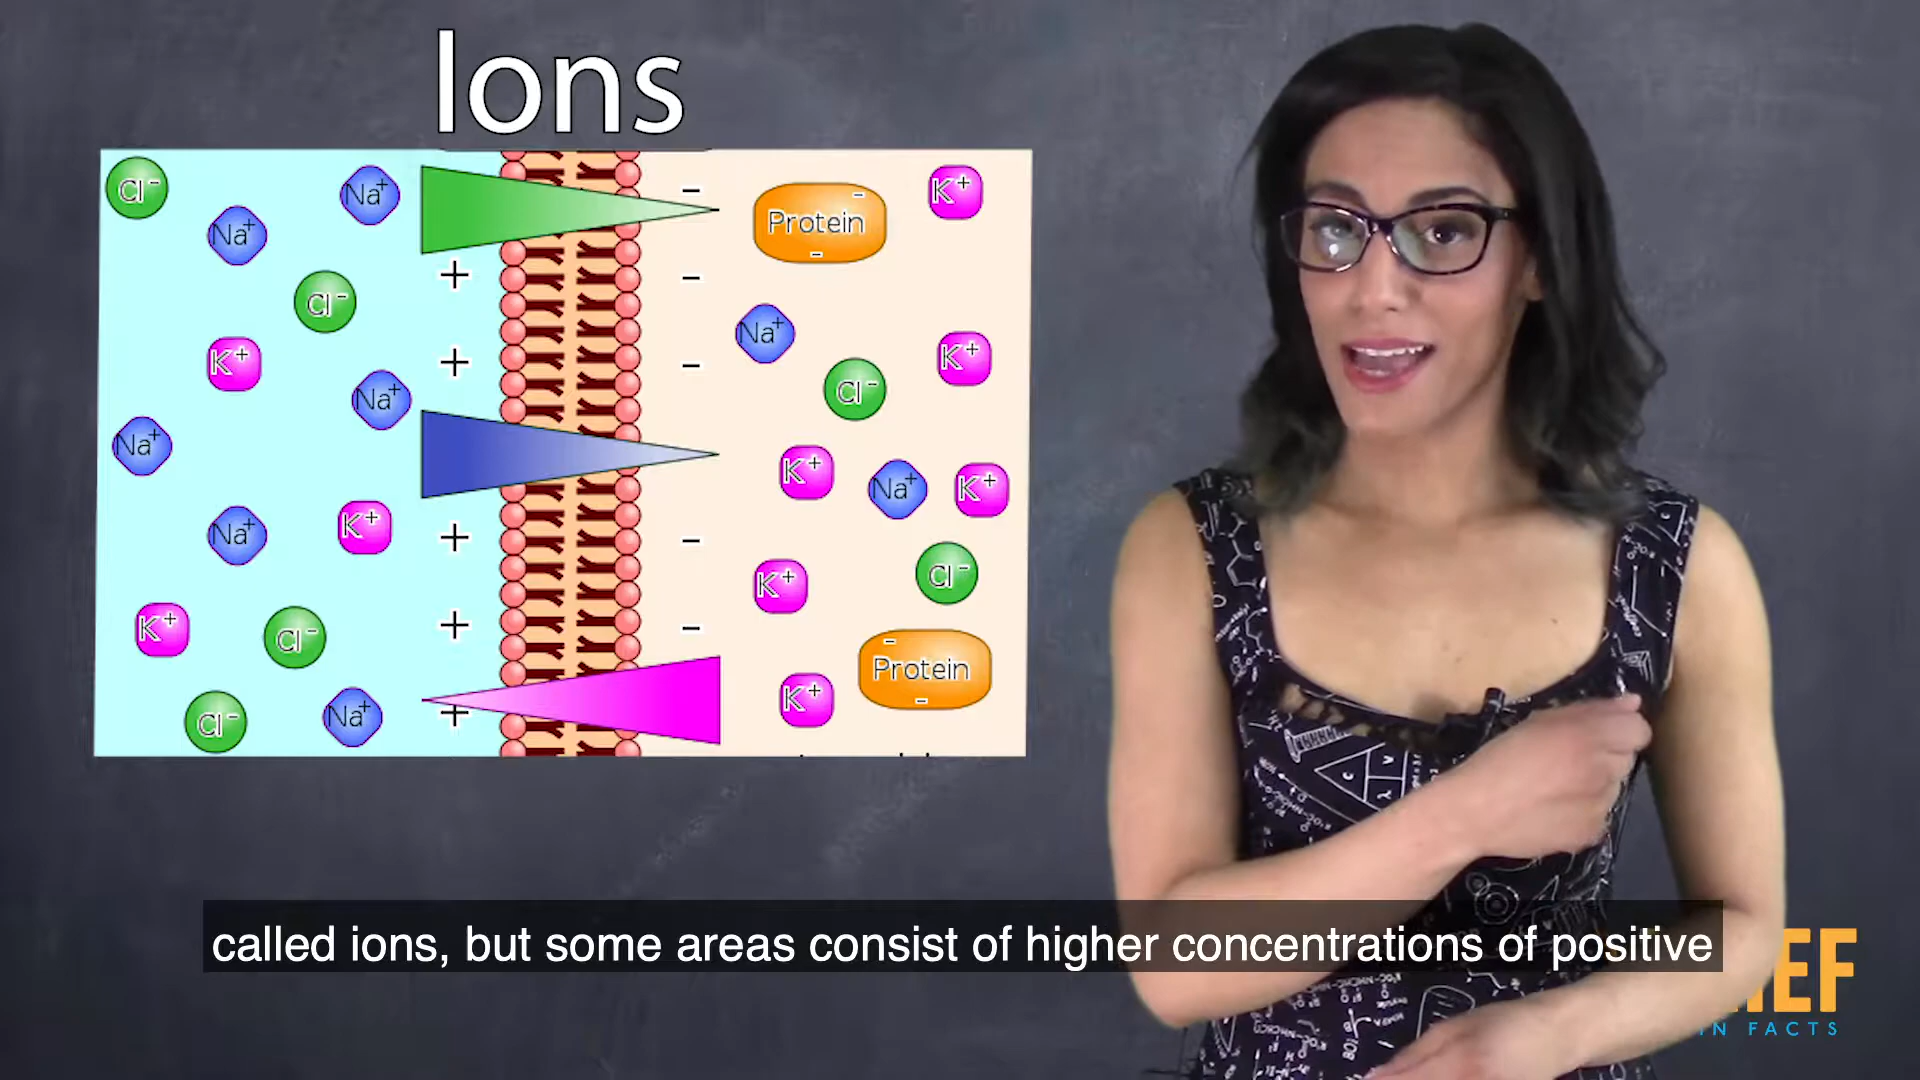 Ions
Cl⁻
Na⁺
Na⁺
Cl⁻
K⁺
Na⁺
Na⁺
Na⁺
K⁺
K⁺
Cl⁻
Cl⁻
Na⁺
+
+
+
+
+
-
-
-
-
-
Protein
-
-
K⁺
Na⁺
K⁺
Cl⁻
K⁺
Na⁺
K⁺
K⁺
Cl⁻
Protein
-
-
K⁺
called ions, but some areas consist of higher concentrations of positive
EF
IN FACTS